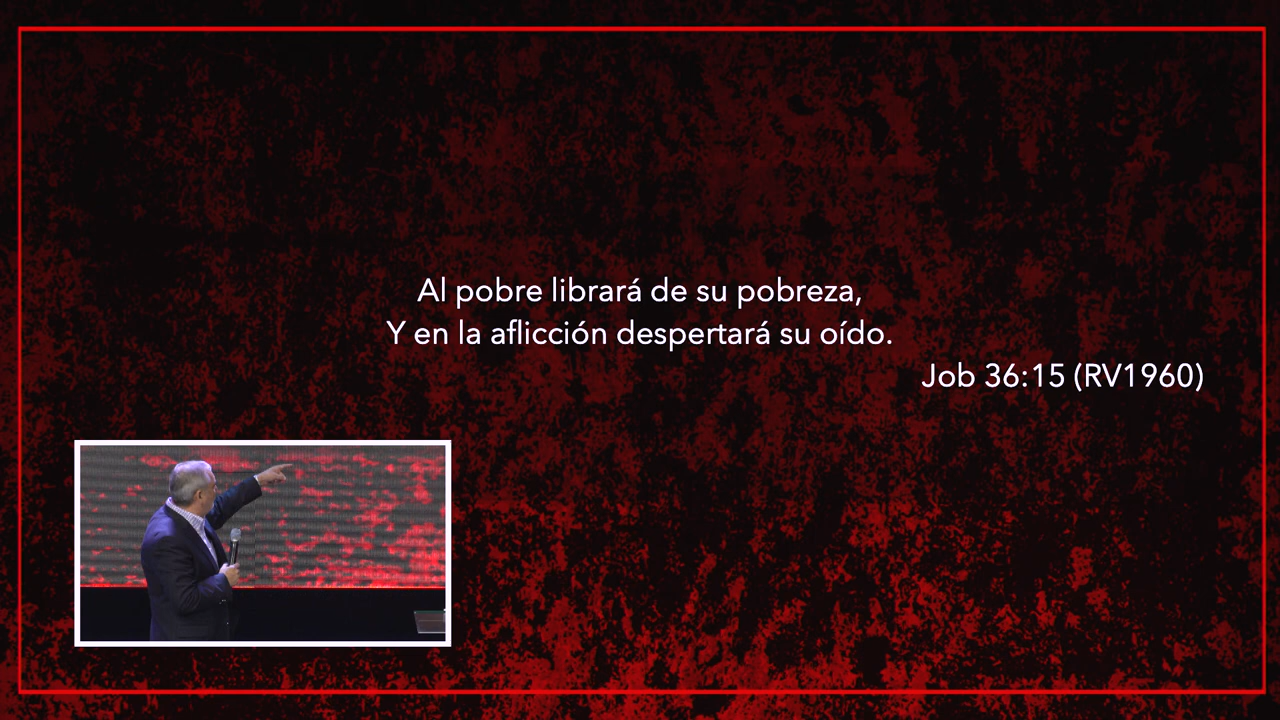 Al pobre librará de su pobreza,
Y en la aflicción despertará su oído.
Job 36:15 (RV1960)